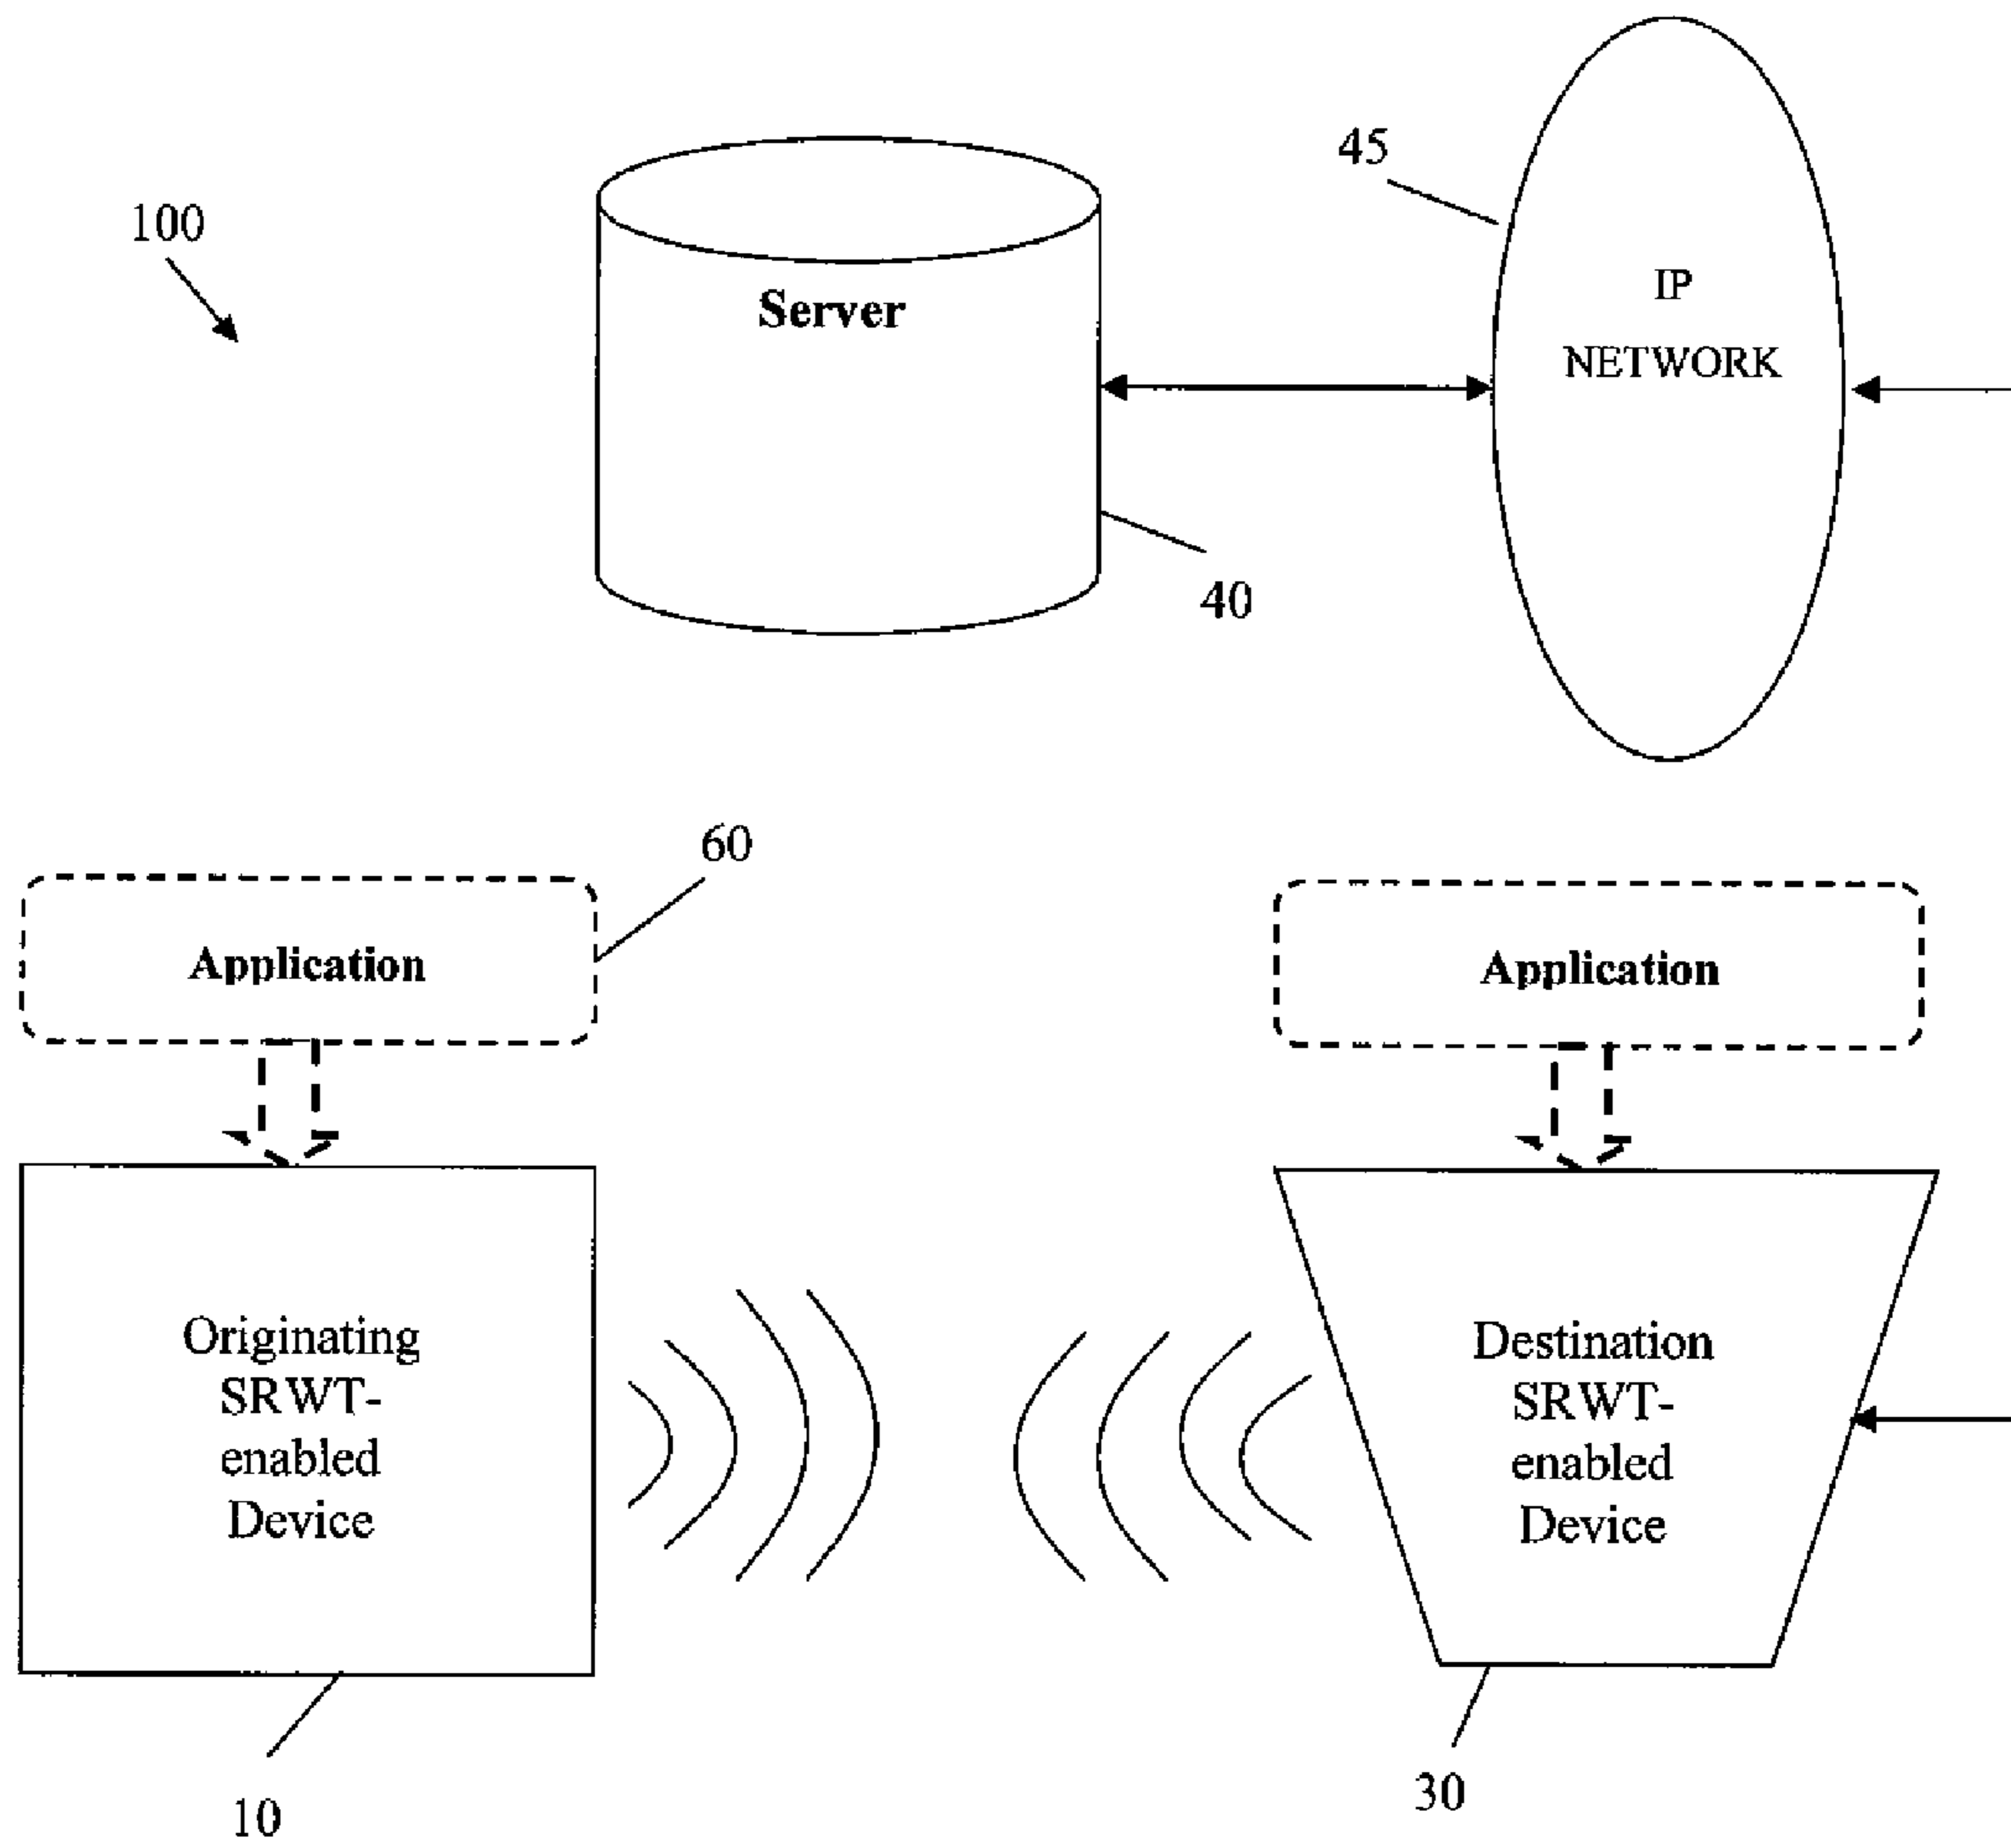 45
100
Server
IP
NETWORK
40
60
Application
Application
Originating
SRWT-
enabled
Device
Destination
SRWT-
enabled
Device
10
30